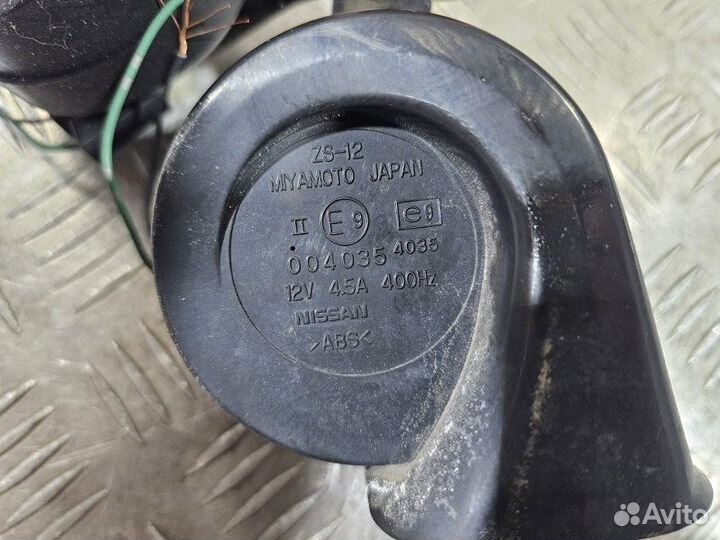 ZS-12
MIYAMOTO JAPAN
II E9 e9
004035 4035
12V 4.5A 400Hz
NISSAN
>ABS<
Avito